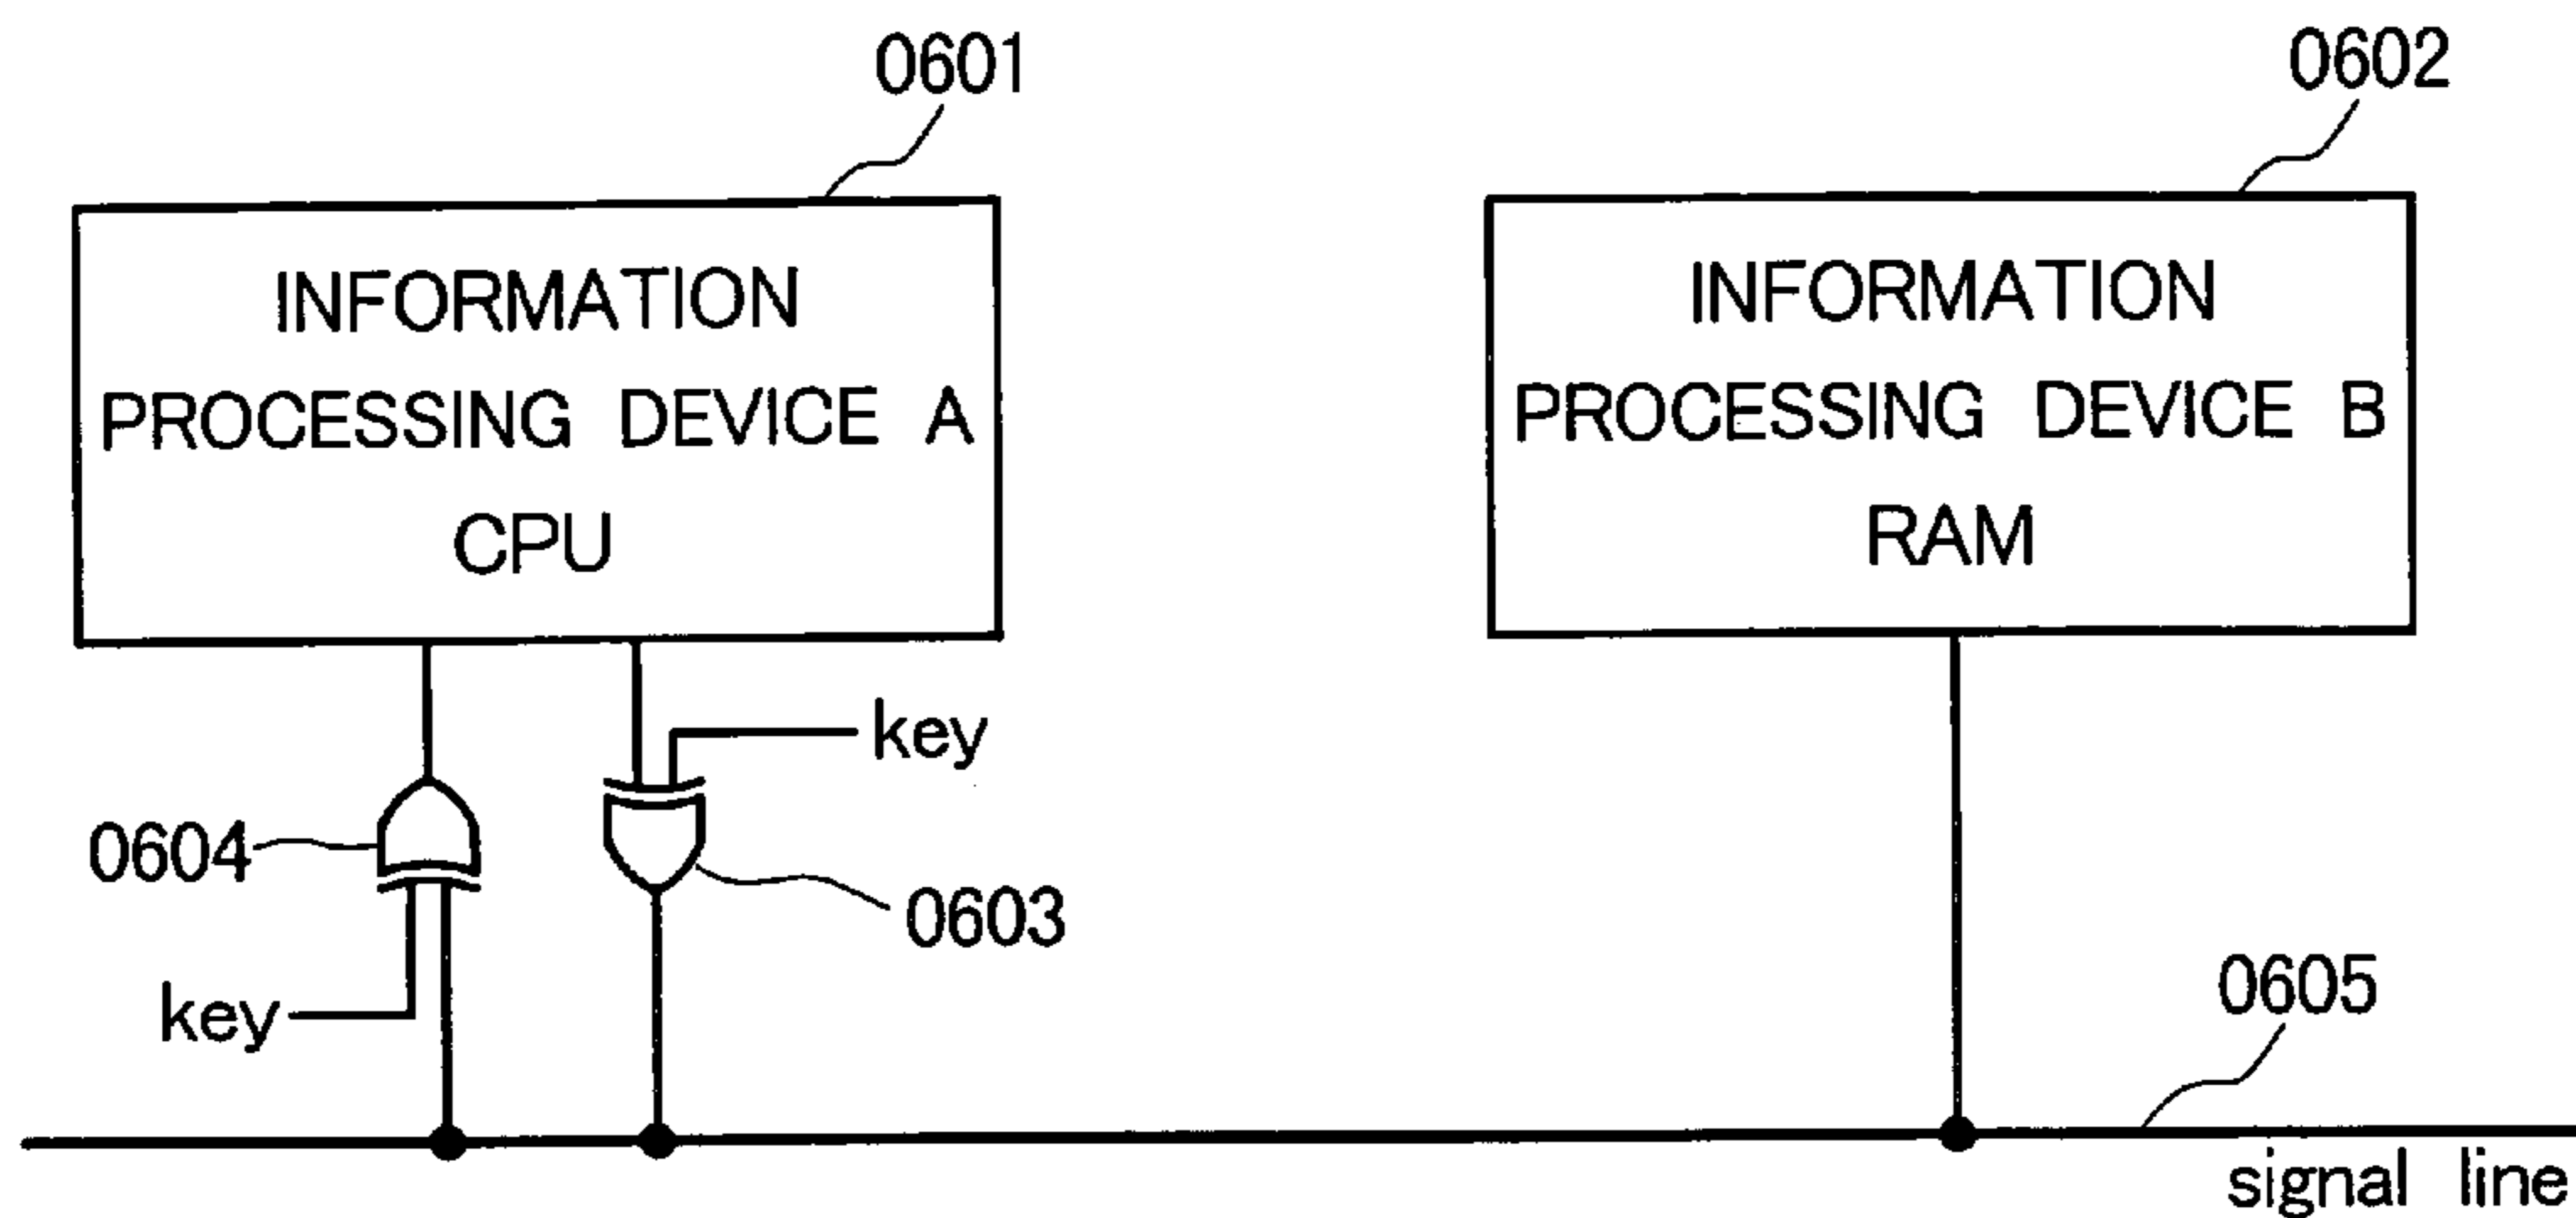 0601
0602
INFORMATION
PROCESSING DEVICE A
CPU
INFORMATION
PROCESSING DEVICE B
RAM
key
0604
0603
key
0605
signal line